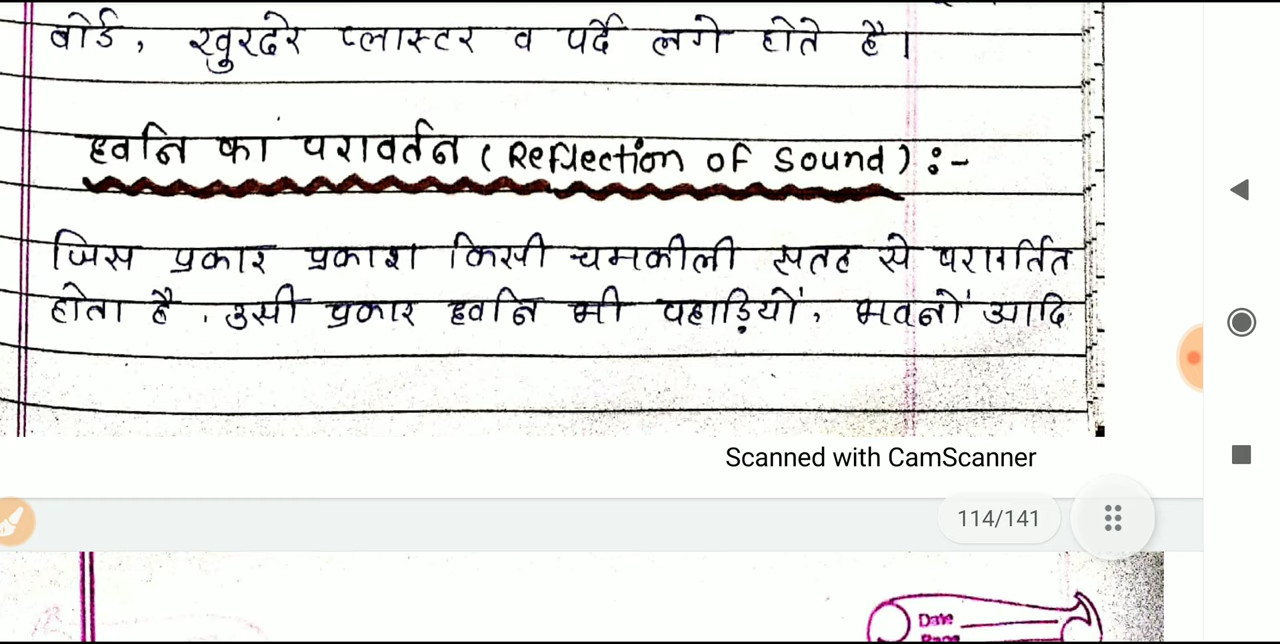 बोर्ड, खुरदरे प्लास्टर व पर्दे लगे होते है।
ध्वनि का परावर्तन (Reflection of Sound) :-
जिस प्रकार प्रकाश किसी चमकीली सतह से परावर्तित
होता है, उसी प्रकार ध्वनि भी पहाड़ियों, भवनों आदि
Scanned with CamScanner
114/141
Date